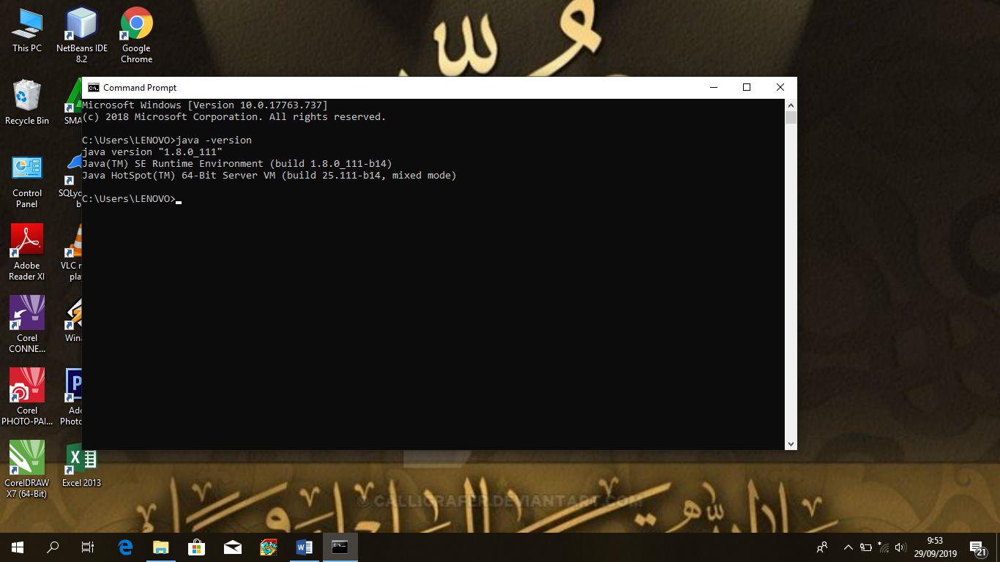 This PC
NetBeans IDE
8.2
Google
Chrome
Recycle Bin
Control
Panel
Adobe
Reader XI
Corel
CONNE...
Corel
PHOTO-PAI...
CorelDRAW
X7 (64-Bit)
SMA
SQLyo
b
VLC
pla
Wina
Ado
Photo
Excel 2013
Command Prompt
Microsoft Windows [Version 10.0.17763.737]
(c) 2018 Microsoft Corporation. All rights reserved.
C:\Users\LENOVO>java -version
java version "1.8.0_111"
Java(TM) SE Runtime Environment (build 1.8.0_111-b14)
Java HotSpot(TM) 64-Bit Server VM (build 25.111-b14, mixed mode)
C:\Users\LENOVO>
© CALLIGRAFER.DEVIANTART.COM
9:53
29/09/2019
21